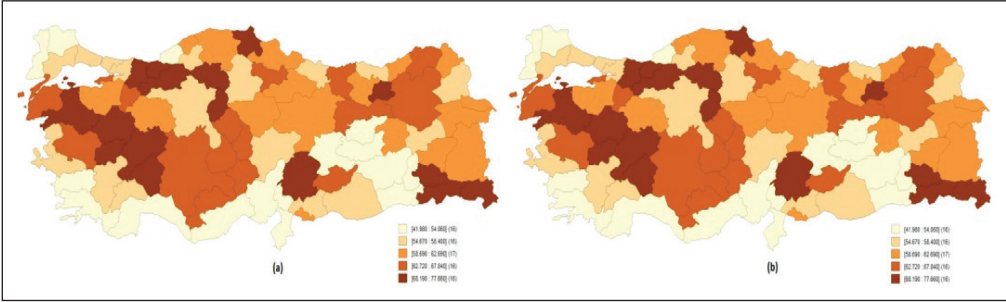 [41.980 : 54.060] (16)
[54.670 : 58.400] (16)
[58.690 : 62.690] (17)
[62.720 : 67.840] (16)
[68.190 : 77.660] (16)
(a)
[41.980 : 54.060] (16)
[54.670 : 58.400] (16)
[58.690 : 62.690] (17)
[62.720 : 67.840] (16)
[68.190 : 77.660] (16)
(b)